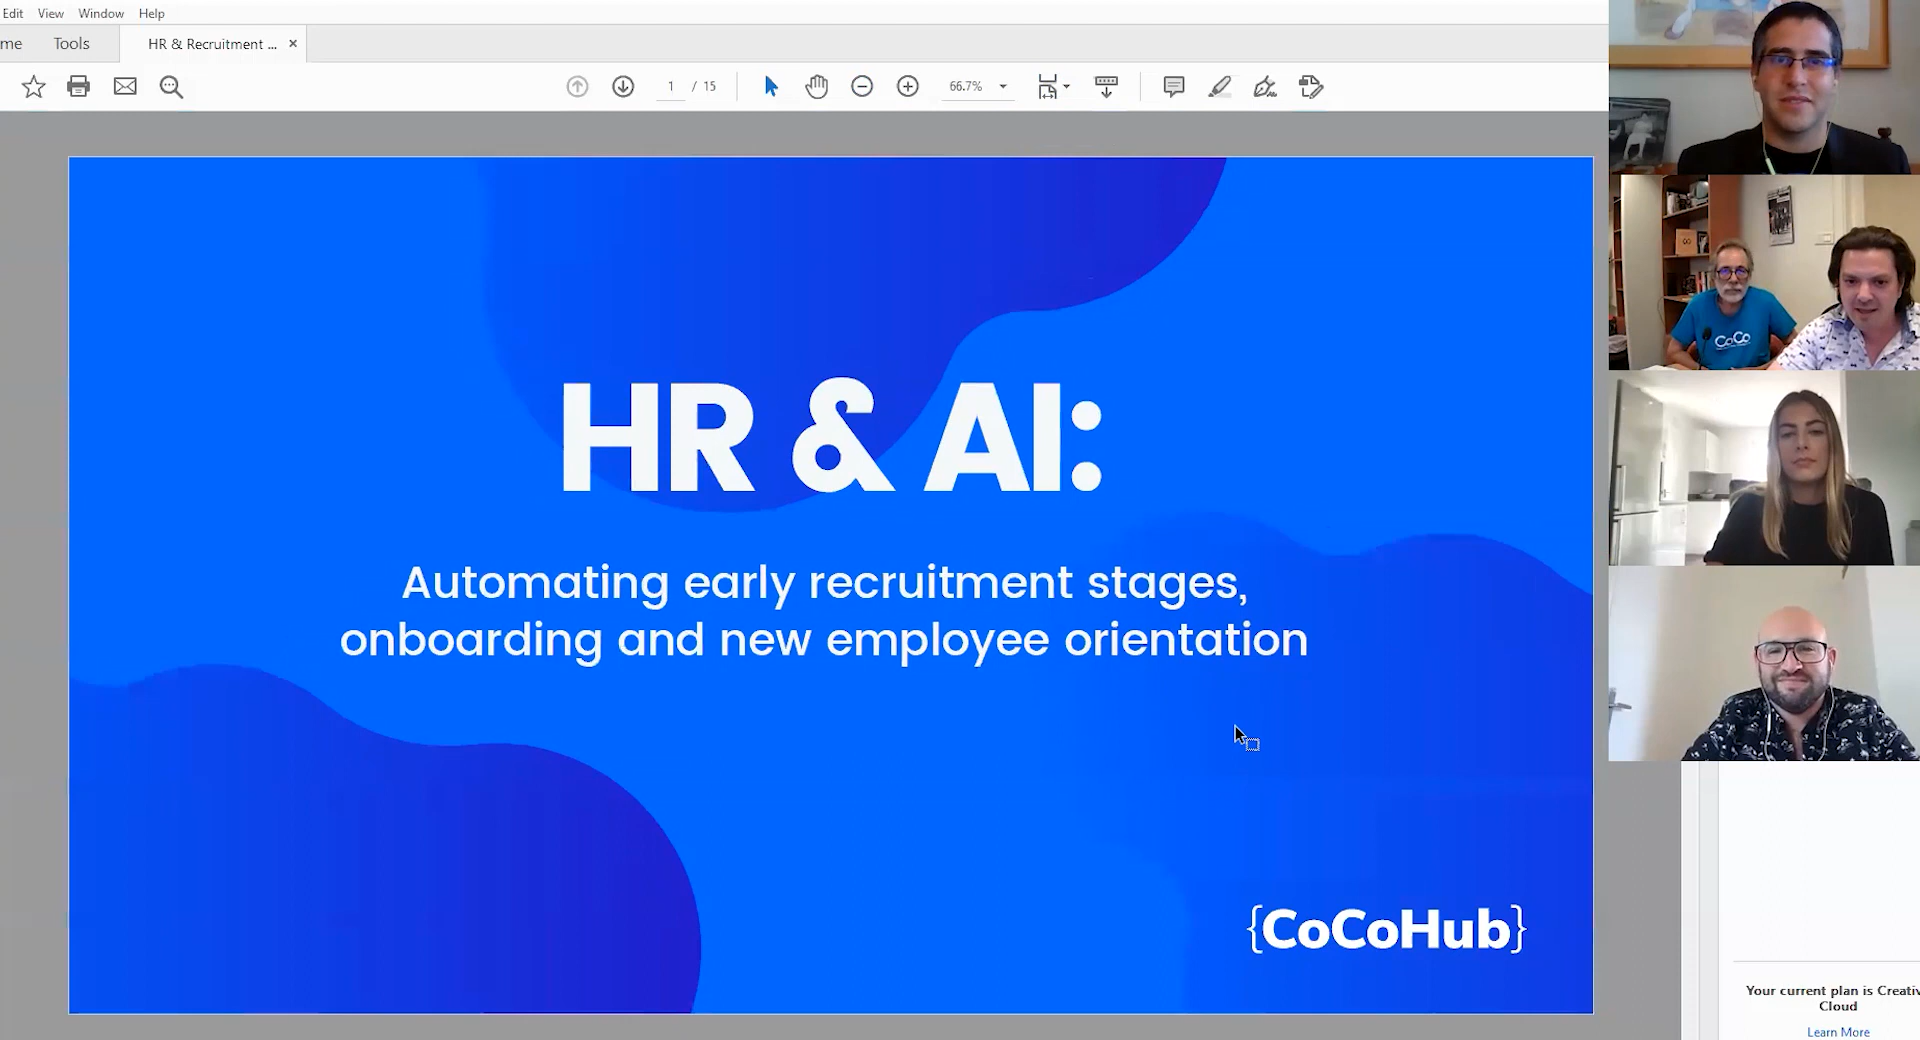 Edit View Window Help
me Tools HR & Recruitment ... ×
1 / 15 66.7%
HR & AI:
Automating early recruitment stages,
onboarding and new employee orientation
{CoCoHub}
CoCo
Your current plan is Creativ
Cloud
Learn More